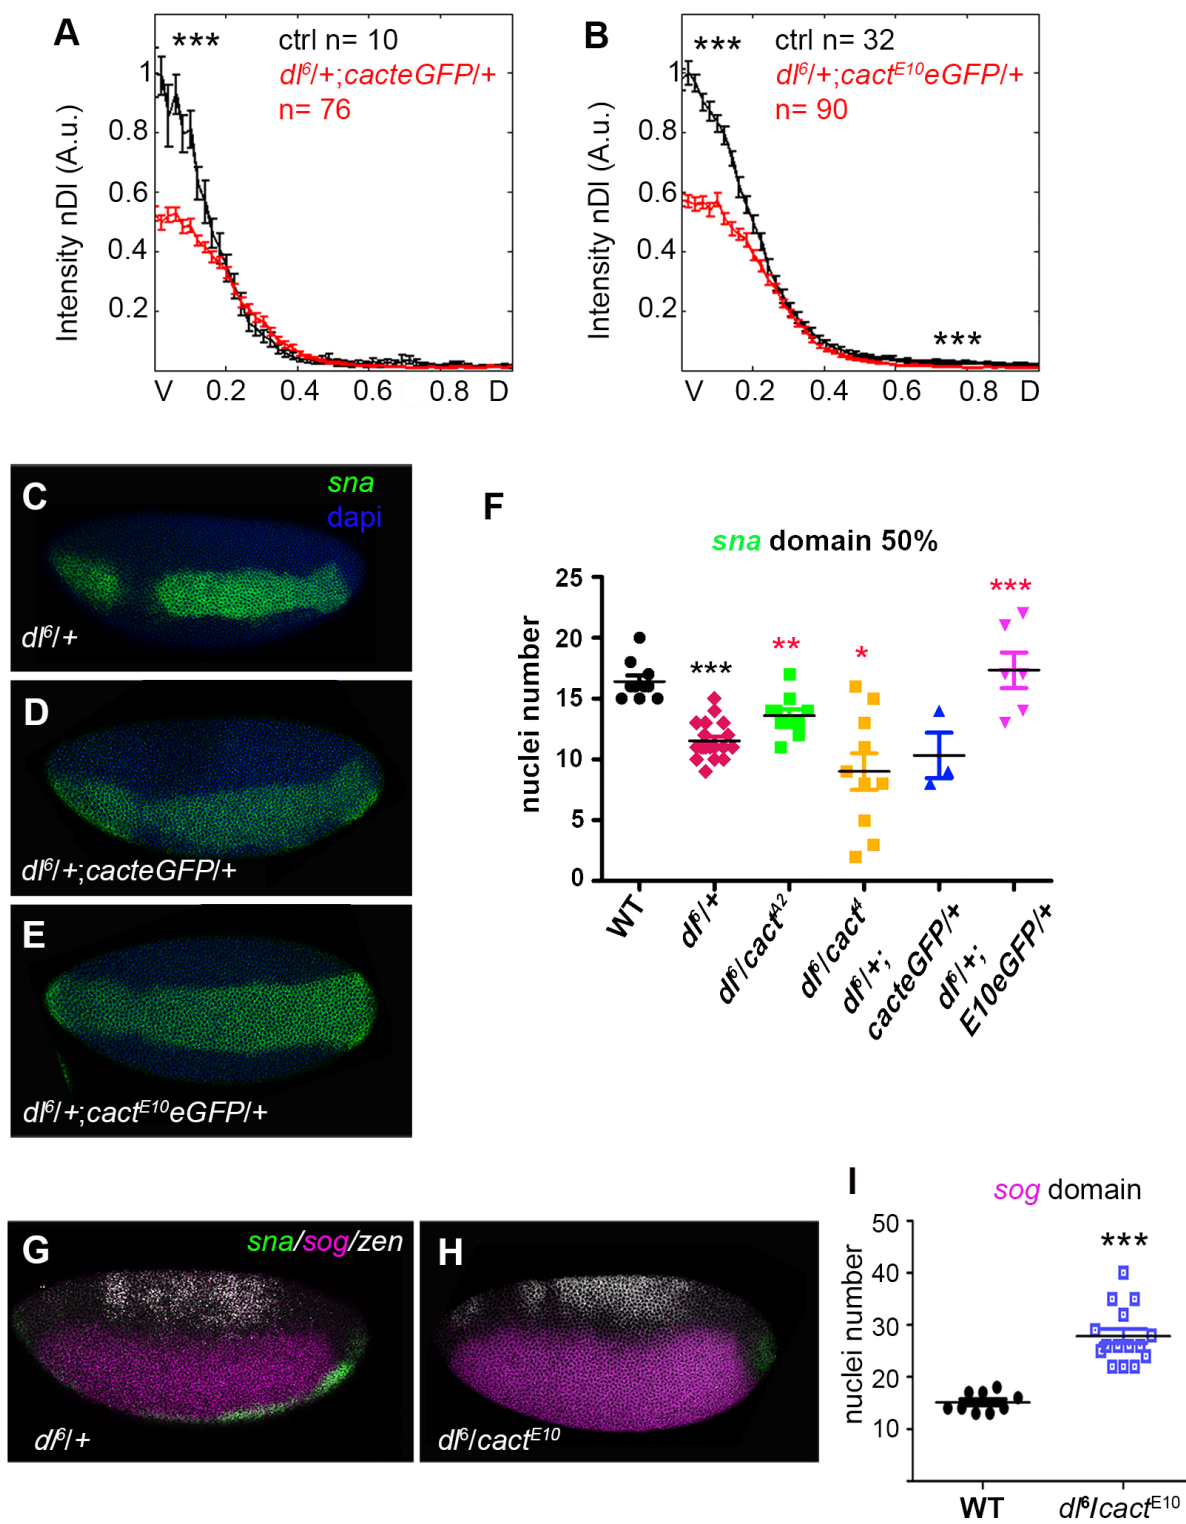 A
***
ctrl n= 10
dl⁶/+;cacteGFP/+
n= 76
Intensity nDl (A.u.)
1
0.8
0.6
0.4
0.2
V 0.2 0.4 0.6 0.8 D
B
***
ctrl n= 32
dl⁶/+;cactᴱ¹⁰eGFP/+
n= 90
Intensity nDl (A.u.)
1
0.8
0.6
0.4
0.2
***
V 0.2 0.4 0.6 0.8 D
C
sna
dapi
dl⁶/+
D
dl⁶/+;cacteGFP/+
E
dl⁶/+;cactᴱ¹⁰eGFP/+
F
sna domain 50%
nuclei number
25
20
15
10
5
0
***
**
*
***
WT
dl⁶/+
dl⁶/cactᴬ²
dl⁶/cact⁴
dl⁶/+;
cacteGFP/+
dl⁶/+;
E10eGFP/+
G
sna/sog/zen
dl⁶/+
H
dl⁶/cactᴱ¹⁰
I
sog domain
nuclei number
50
40
30
20
10
***
WT
dl⁶/cactᴱ¹⁰